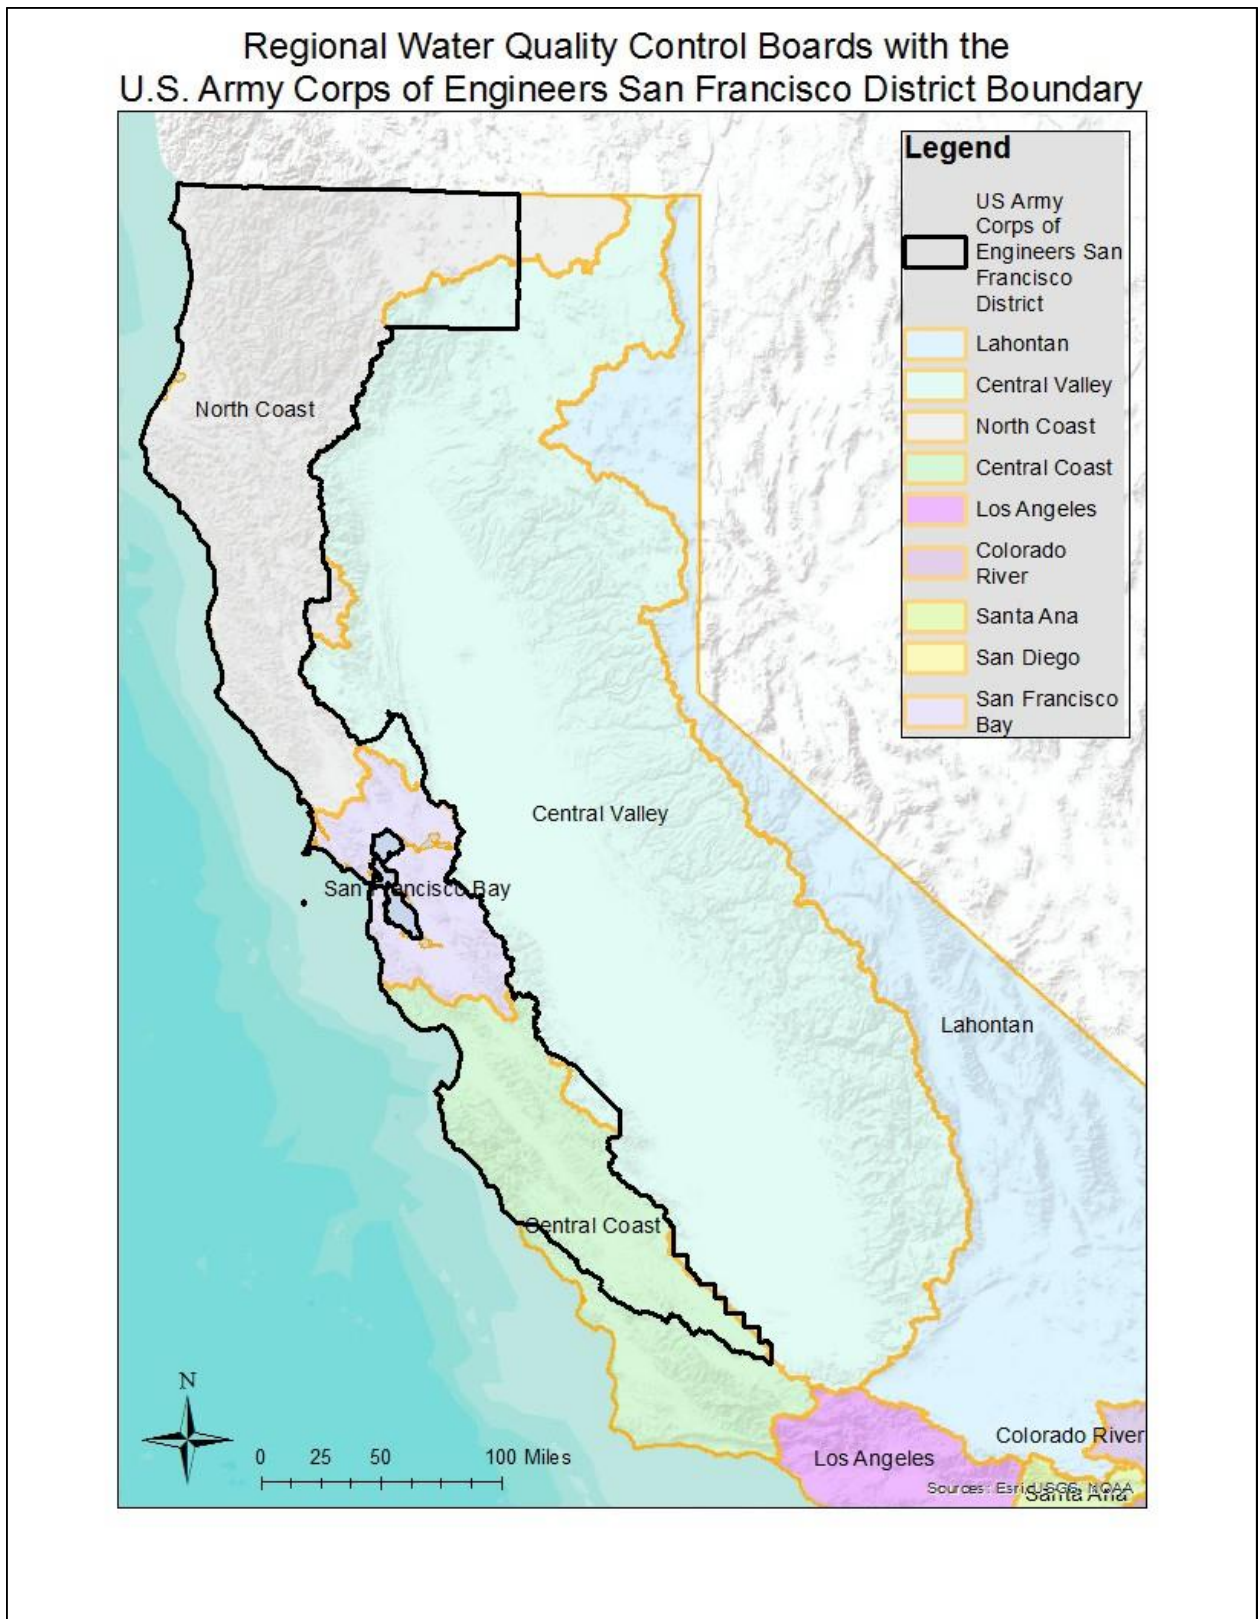 Regional Water Quality Control Boards with the
U.S. Army Corps of Engineers San Francisco District Boundary
Legend
US Army
Corps of
Engineers San
Francisco
District
Lahontan
Central Valley
North Coast
Central Coast
Los Angeles
Colorado
River
Santa Ana
San Diego
San Francisco
Bay
North Coast
Central Valley
San Francisco Bay
Lahontan
Central Coast
N
0 25 50 100 Miles
Colorado River
Los Angeles
Sources: Esri, USGS, NOAA
Santa Ana